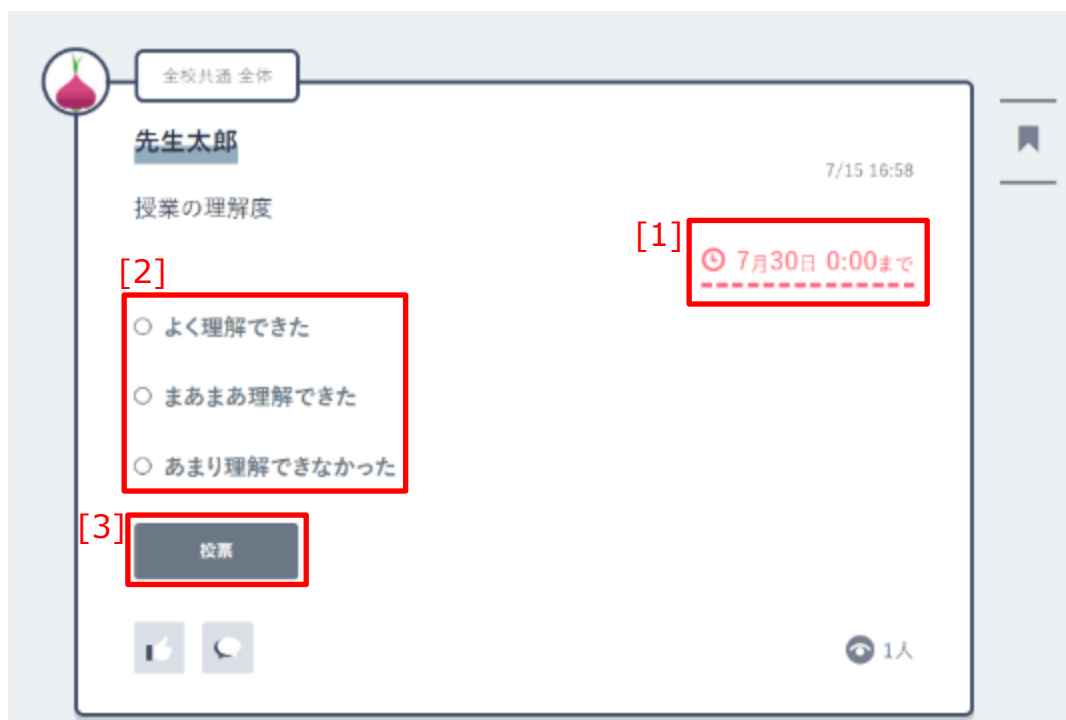 全校共通 全体
先生太郎
7/15 16:58
授業の理解度
[1]
7月30日 0:00まで
[2]
よく理解できた
まあまあ理解できた
あまり理解できなかった
[3]
投票
1人